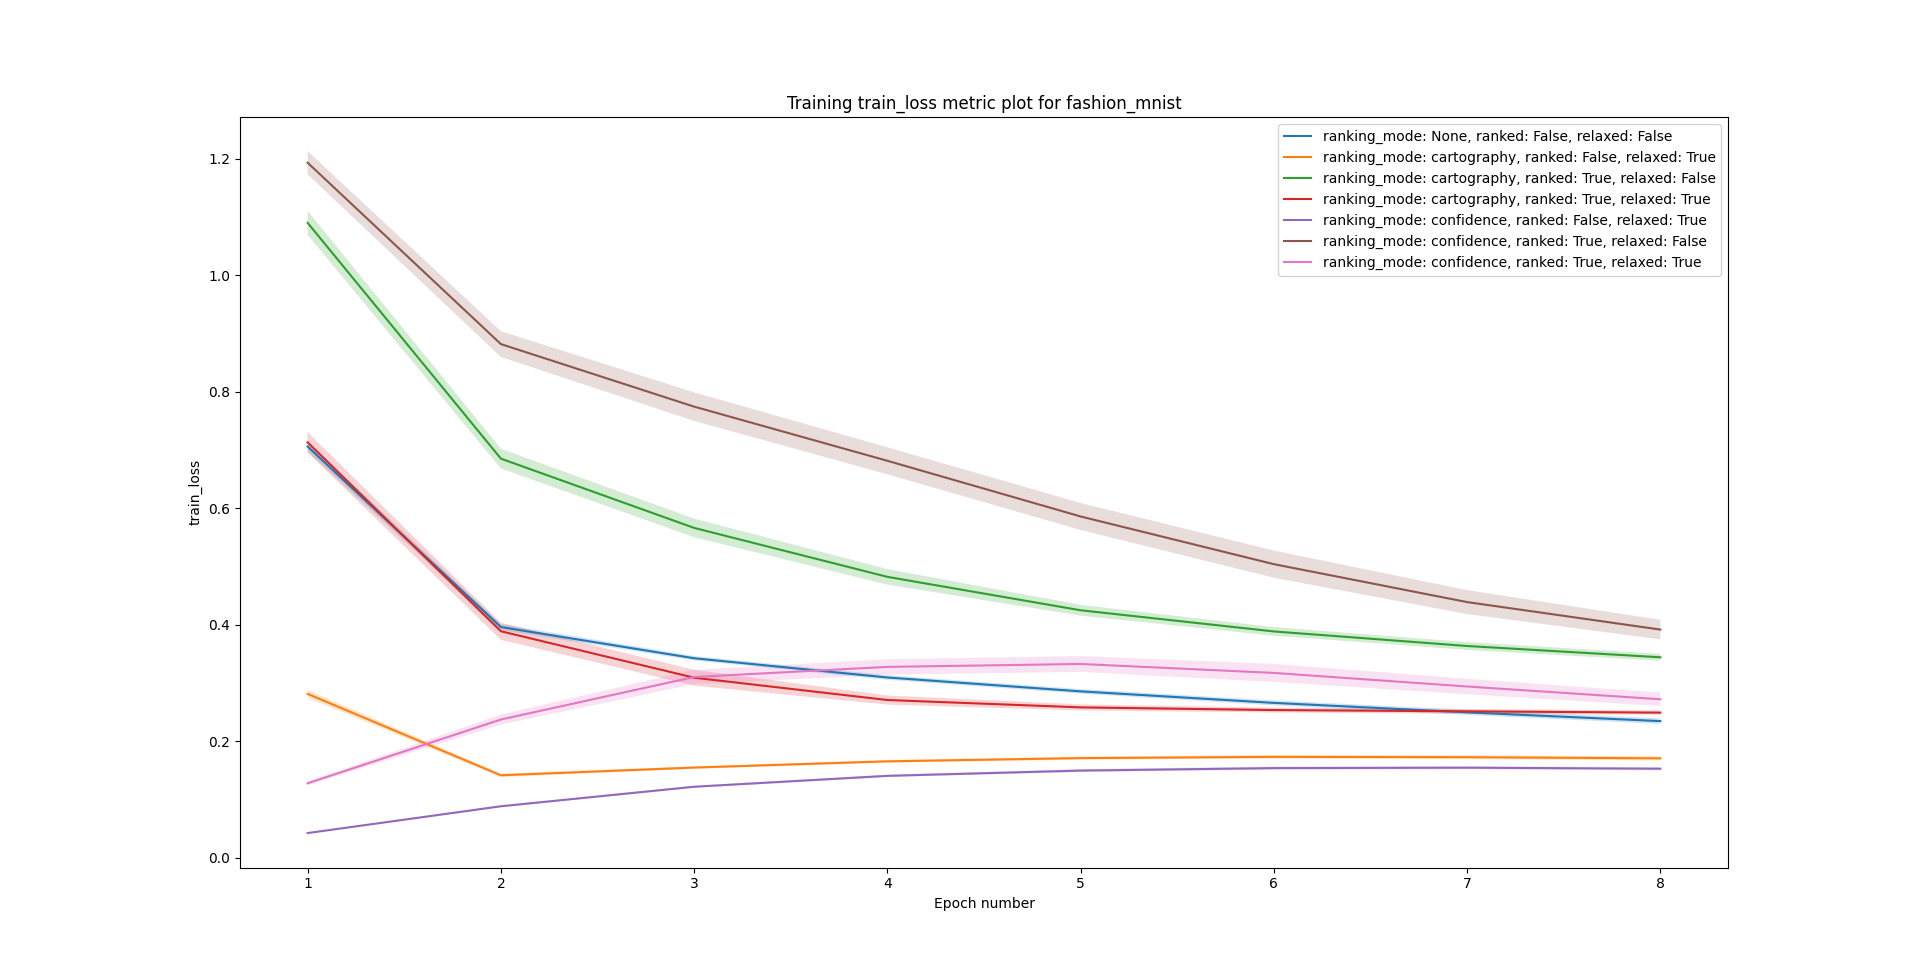 Training train_loss metric plot for fashion_mnist
ranking_mode: None, ranked: False, relaxed: False
ranking_mode: cartography, ranked: False, relaxed: True
ranking_mode: cartography, ranked: True, relaxed: False
ranking_mode: cartography, ranked: True, relaxed: True
ranking_mode: confidence, ranked: False, relaxed: True
ranking_mode: confidence, ranked: True, relaxed: False
ranking_mode: confidence, ranked: True, relaxed: True
1.2
1.0
0.8
0.6
0.4
0.2
0.0
train_loss
1 2 3 4 5 6 7 8
Epoch number